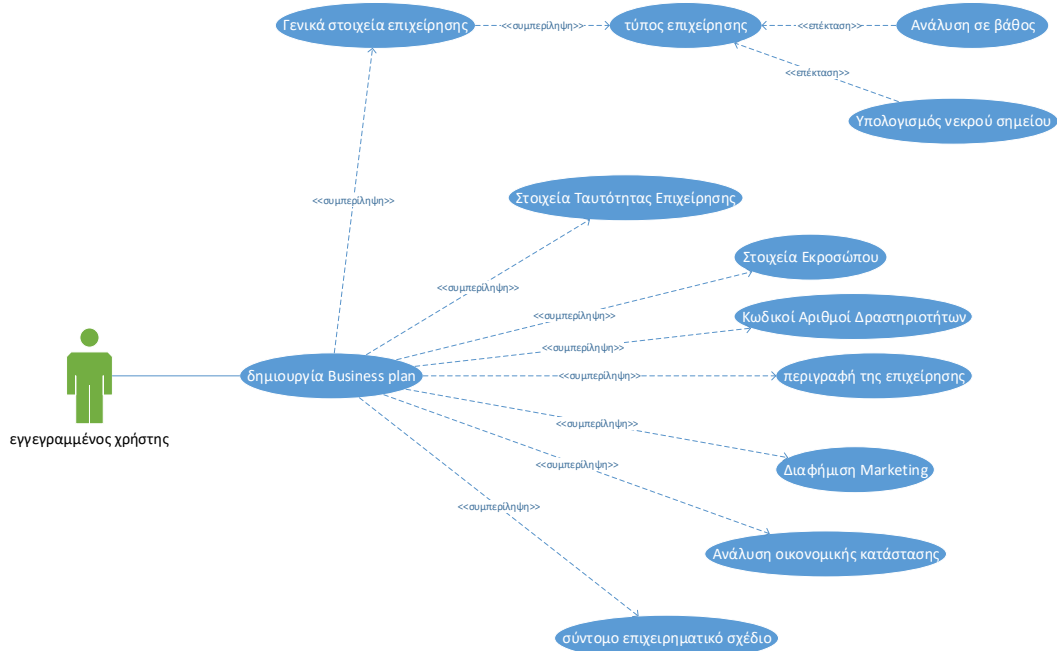 Γενικά στοιχεία επιχείρησης
<<συμπερίληψη>>
τύπος επιχείρησης
<<επέκταση>>
Ανάλυση σε βάθος
<<επέκταση>>
Υπολογισμός νεκρού σημείου
<<συμπερίληψη>>
Στοιχεία Ταυτότητας Επιχείρησης
<<συμπερίληψη>>
Στοιχεία Εκροσώπου
<<συμπερίληψη>>
Κωδικοί Αριθμοί Δραστηριοτήτων
<<συμπερίληψη>>
δημιουργία Business plan
<<συμπερίληψη>>
περιγραφή της επιχείρησης
εγγεγραμμένος χρήστης
<<συμπερίληψη>>
Διαφήμιση Marketing
<<συμπερίληψη>>
<<συμπερίληψη>>
Ανάλυση οικονομικής κατάστασης
σύντομο επιχειρηματικό σχέδιο